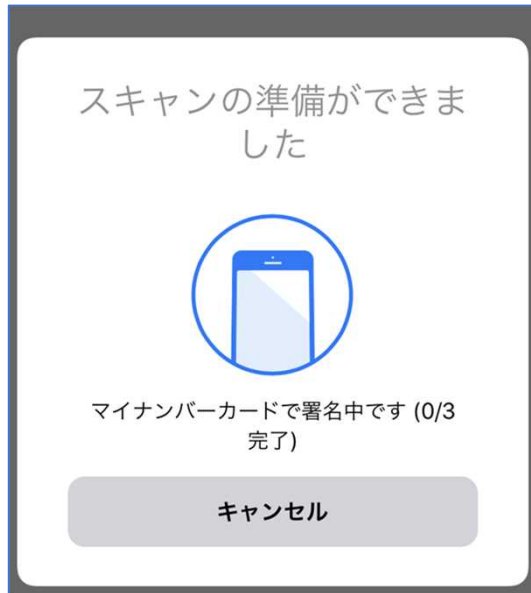 スキャンの準備ができま
した
マイナンバーカードで署名中です (0/3
完了)
キャンセル